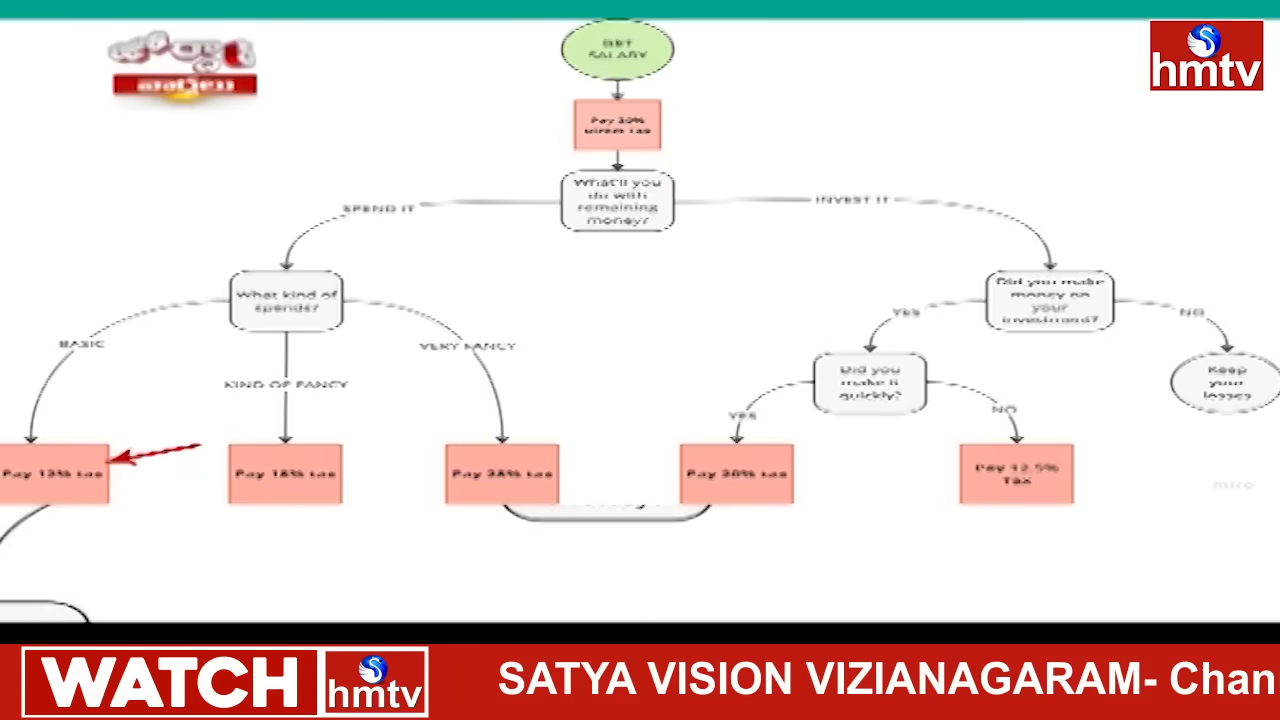 hmtv
GET
SALARY
Pay 30%
What'll you
do with
remaining
money?
SPEND IT
INVEST IT
What kind of
spends?
Did you make
money on
your
investment?
BASIC
KIND OF FANCY
VERY FANCY
YES
NO
Did you
make it
quickly?
Keep
your
losses
YES
NO
Pay 12% tax
Pay 18% tax
Pay 28% tax
Pay 30% tax
Pay 12.5%
Tax
miro
WATCH
hmtv
SATYA VISION VIZIANAGARAM- Chan